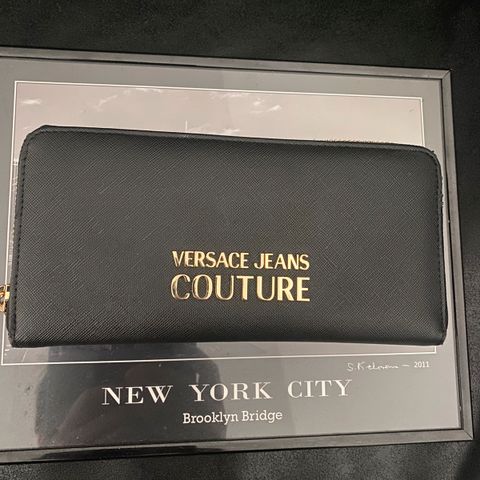 VERSACE JEANS
COUTURE
2011
NEW YORK CITY
Brooklyn Bridge